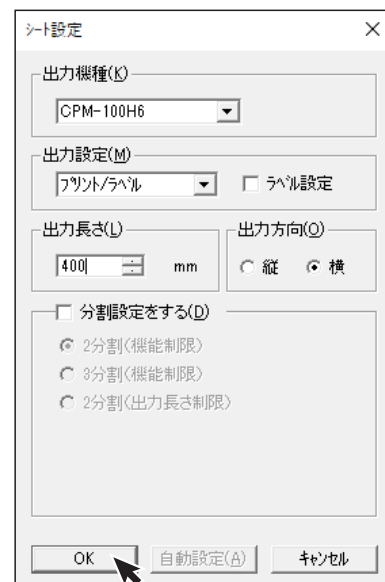 ｼｰﾄ設定
出力機種(K)
CPM-100H6
出力設定(M)
ﾌﾟﾘﾝﾄ/ﾗﾍﾞﾙ
ﾗﾍﾞﾙ設定
出力長さ(L)
400 mm
出力方向(O)
縦 横
分割設定をする(D)
2分割(機能制限)
3分割(機能制限)
2分割(出力長さ制限)
OK 自動設定(A) ｷｬﾝｾﾙ